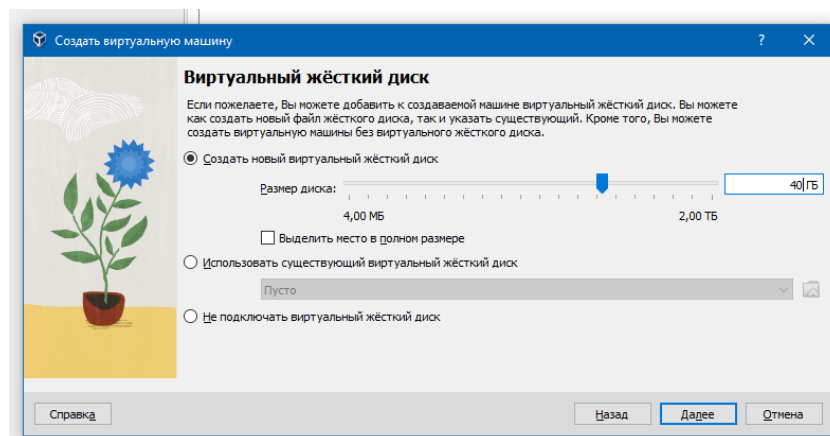 Создать виртуальную машину
?
Виртуальный жёсткий диск
Если пожелаете, Вы можете добавить к создаваемой машине виртуальный жёсткий диск. Вы можете
как создать новый файл жёсткого диска, так и указать существующий. Кроме того, Вы можете
создать виртуальную машины без виртуального жёсткого диска.
Создать новый виртуальный жёсткий диск
Размер диска:
40 ГБ
4,00 МБ 2,00 ТБ
Выделить место в полном размере
Использовать существующий виртуальный жёсткий диск
Пусто
Не подключать виртуальный жёсткий диск
Справка Назад Далее Отмена